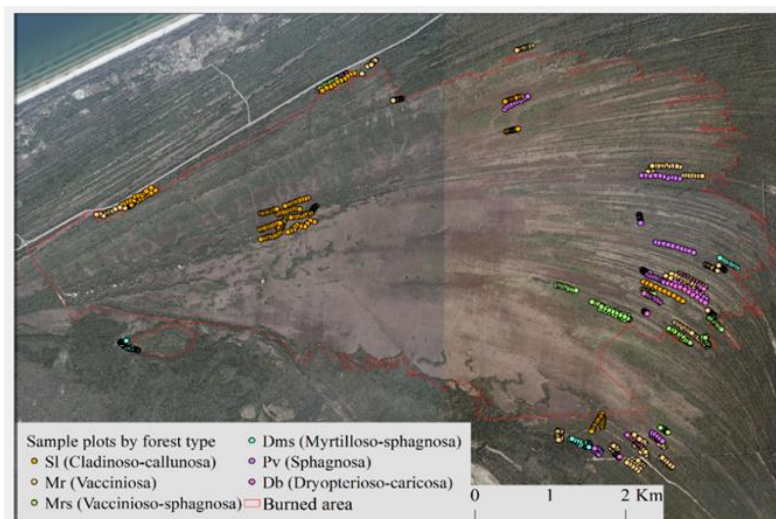 Sample plots by forest type
Sl (Cladinoso-callunosa)
Mr (Vacciniosa)
Mrs (Vaccinioso-sphagnosa)
Dms (Myrtilloso-sphagnosa)
Pv (Sphagnosa)
Db (Dryopterioso-caricosa)
Burned area
0 1 2 Km